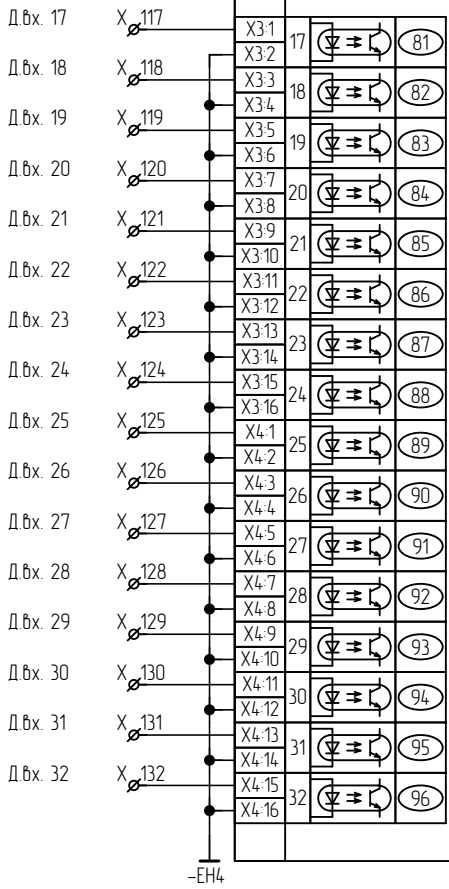 Д.вх. 17 X 117 X3:1 17 81
X3:2
Д.вх. 18 X 118 X3:3 18 82
X3:4
Д.вх. 19 X 119 X3:5 19 83
X3:6
Д.вх. 20 X 120 X3:7 20 84
X3:8
Д.вх. 21 X 121 X3:9 21 85
X3:10
Д.вх. 22 X 122 X3:11 22 86
X3:12
Д.вх. 23 X 123 X3:13 23 87
X3:14
Д.вх. 24 X 124 X3:15 24 88
X3:16
Д.вх. 25 X 125 X4:1 25 89
X4:2
Д.вх. 26 X 126 X4:3 26 90
X4:4
Д.вх. 27 X 127 X4:5 27 91
X4:6
Д.вх. 28 X 128 X4:7 28 92
X4:8
Д.вх. 29 X 129 X4:9 29 93
X4:10
Д.вх. 30 X 130 X4:11 30 94
X4:12
Д.вх. 31 X 131 X4:13 31 95
X4:14
Д.вх. 32 X 132 X4:15 32 96
X4:16
-EH4